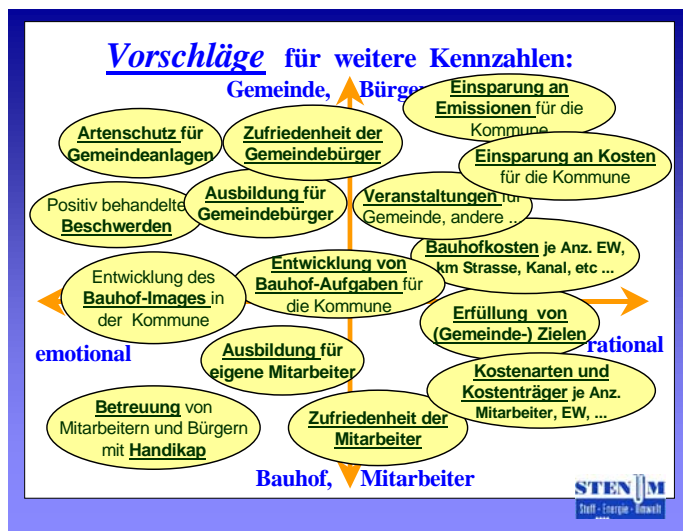 Vorschläge für weitere Kennzahlen:
Gemeinde, Bürger
Einsparung an
Emissionen für die
Kommune
Artenschutz für
Gemeindeanlagen
Zufriedenheit der
Gemeindebürger
Einsparung an Kosten
für die Kommune
Positiv behandelte
Beschwerden
Ausbildung für
Gemeindebürger
Veranstaltungen für
Gemeinde, andere ...
Bauhofkosten je Anz. EW,
km Strasse, Kanal, etc ...
Entwicklung des
Bauhof-Images in
der Kommune
Entwicklung von
Bauhof-Aufgaben für
die Kommune
Erfüllung von
(Gemeinde-) Zielen
emotional
rational
Ausbildung für
eigene Mitarbeiter
Kostenarten und
Kostenträger je Anz.
Mitarbeiter, EW, ...
Betreuung von
Mitarbeitern und Bürgern
mit Handikap
Zufriedenheit der
Mitarbeiter
Bauhof, Mitarbeiter
STENUM
Stoff - Energie - Umwelt